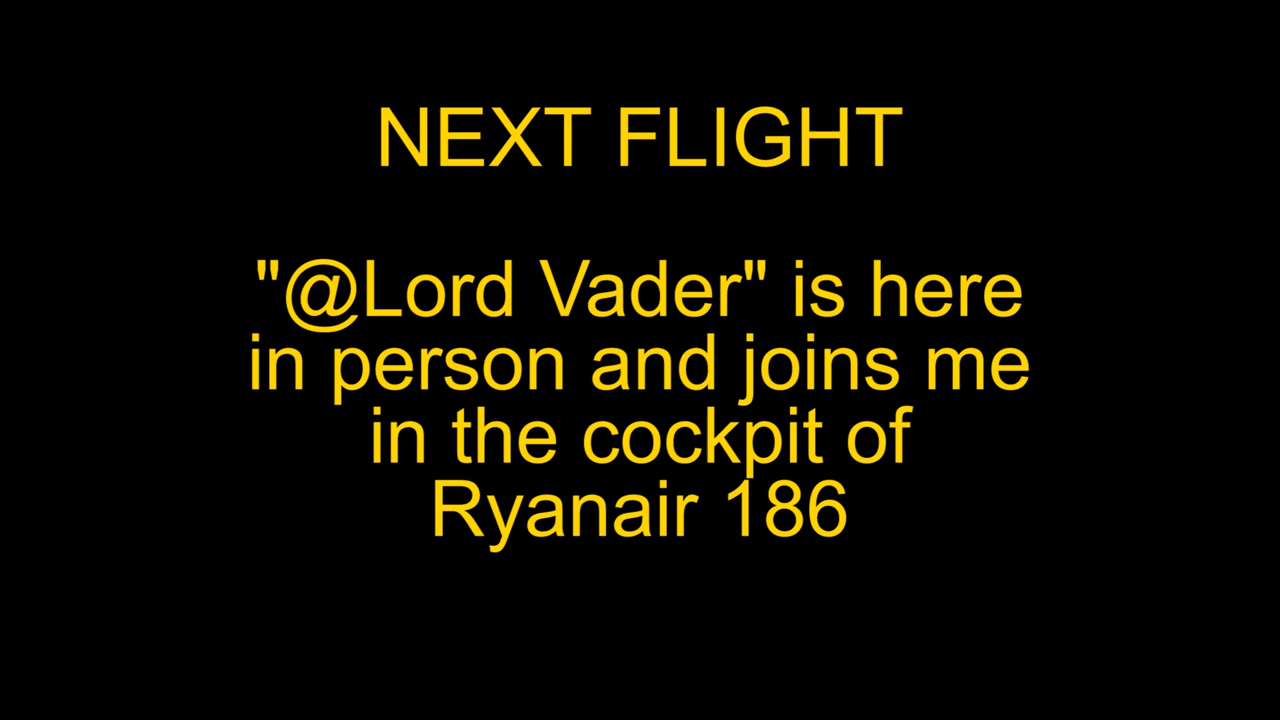 NEXT FLIGHT
"@Lord Vader" is here
in person and joins me
in the cockpit of
Ryanair 186